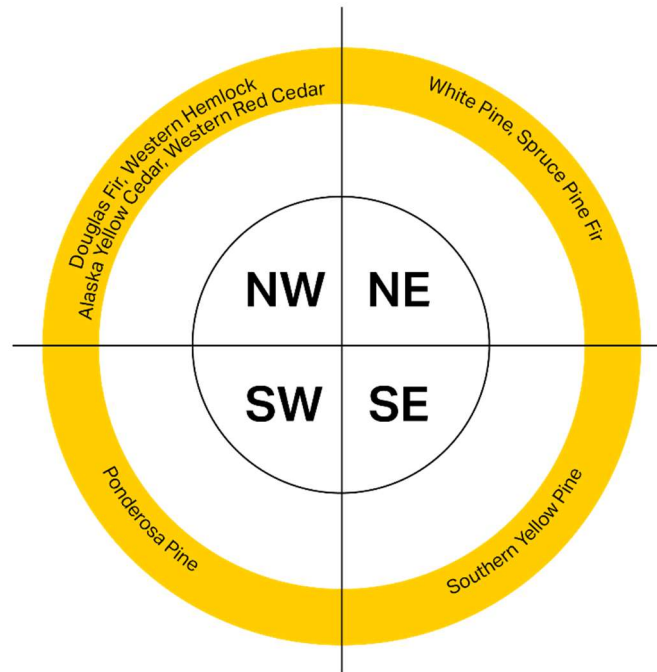 Douglas Fir, Western Hemlock
Alaska Yellow Cedar, Western Red Cedar
White Pine, Spruce Pine Fir
NW
NE
SW
SE
Ponderosa Pine
Southern Yellow Pine